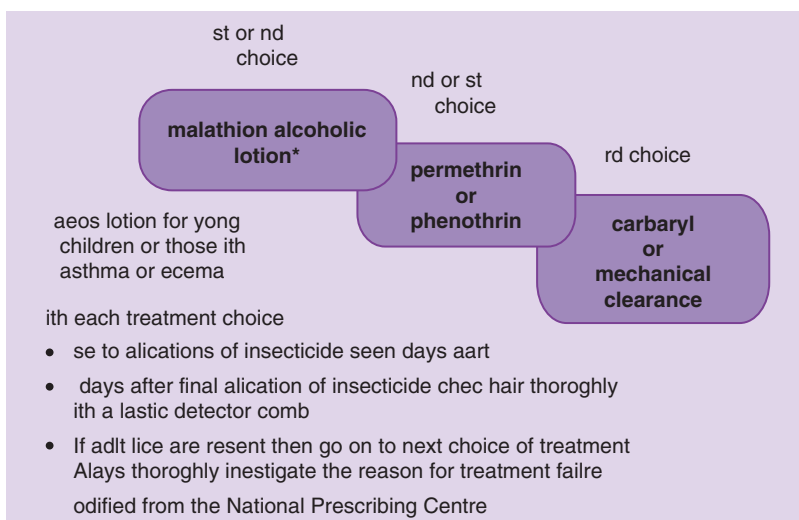 st or nd
choice
malathion alcoholic
lotion*
nd or st
choice
permethrin
or
phenothrin
rd choice
carbaryl
or
mechanical
clearance
aeos lotion for yong
children or those ith
asthma or ecema
ith each treatment choice
• se to alications of insecticide seen days aart
• days after final alication of insecticide chec hair thoroghly
ith a lastic detector comb
• If adlt lice are resent then go on to next choice of treatment
Alays thoroghly inestigate the reason for treatment failre
odified from the National Prescribing Centre